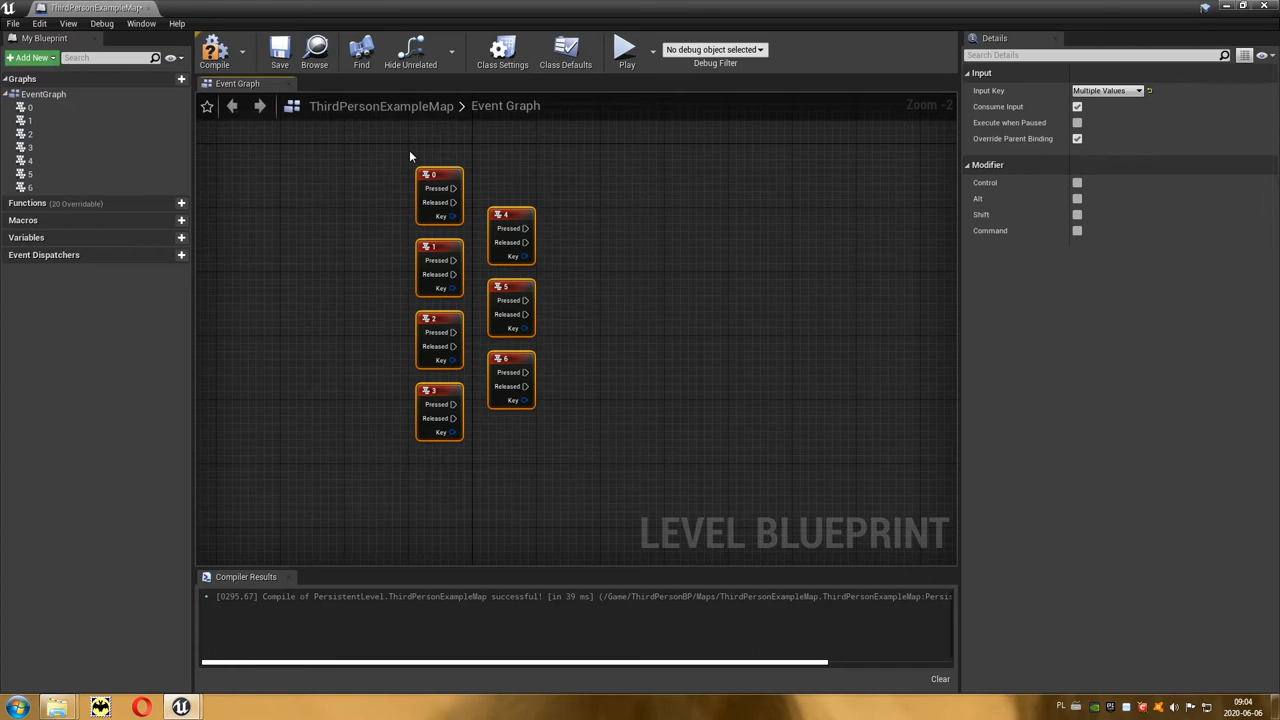 ThirdPersonExampleMap*
File Edit View Debug Window Help
My Blueprint
Add New
Search
Graphs
EventGraph
0
1
2
3
4
5
6
Functions (20 Overridable)
Macros
Variables
Event Dispatchers
Compile
Save
Browse
Find
Hide Unrelated
Class Settings
Class Defaults
Play
No debug object selected
Debug Filter
Event Graph
ThirdPersonExampleMap > Event Graph
Zoom -2
0
Pressed
Released
Key
1
Pressed
Released
Key
2
Pressed
Released
Key
3
Pressed
Released
Key
4
Pressed
Released
Key
5
Pressed
Released
Key
6
Pressed
Released
Key
LEVEL BLUEPRINT
Compiler Results
[0295.67] Compile of PersistentLevel.ThirdPersonExampleMap successful! [in 39 ms] (/Game/ThirdPersonBP/Maps/ThirdPersonExampleMap.ThirdPersonExampleMap:Persi
Clear
Details
Search Details
Input
Input Key Multiple Values
Consume Input
Execute when Paused
Override Parent Binding
Modifier
Control
Alt
Shift
Command
PL
09:04
2020-06-06